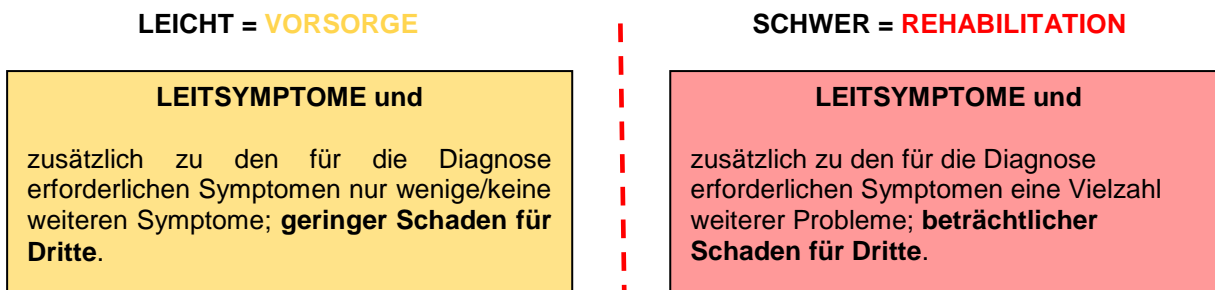 LEICHT = VORSORGE
LEITSYMPTOME und
zusätzlich zu den für die Diagnose
erforderlichen Symptomen nur wenige/keine
weiteren Symptome; geringer Schaden für
Dritte.
SCHWER = REHABILITATION
LEITSYMPTOME und
zusätzlich zu den für die Diagnose
erforderlichen Symptomen eine Vielzahl
weiterer Probleme; beträchtlicher
Schaden für Dritte.